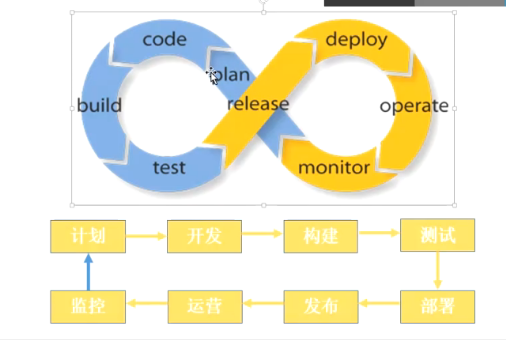 code
deploy
plan
build
release
operate
test
monitor
计划
开发
构建
测试
监控
运营
发布
部署